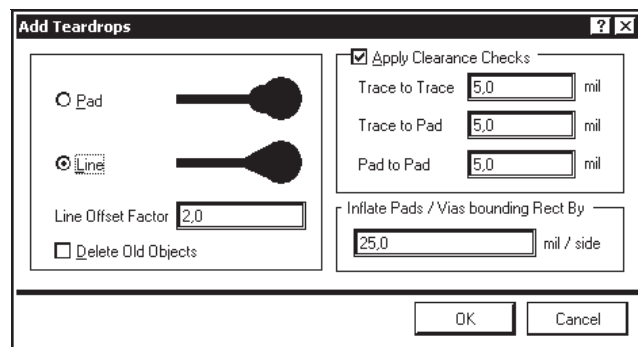 Add Teardrops
Pad
Line
Line Offset Factor 2,0
Delete Old Objects
Apply Clearance Checks
Trace to Trace 5,0 mil
Trace to Pad 5,0 mil
Pad to Pad 5,0 mil
Inflate Pads / Vias bounding Rect By
25,0 mil / side
OK Cancel